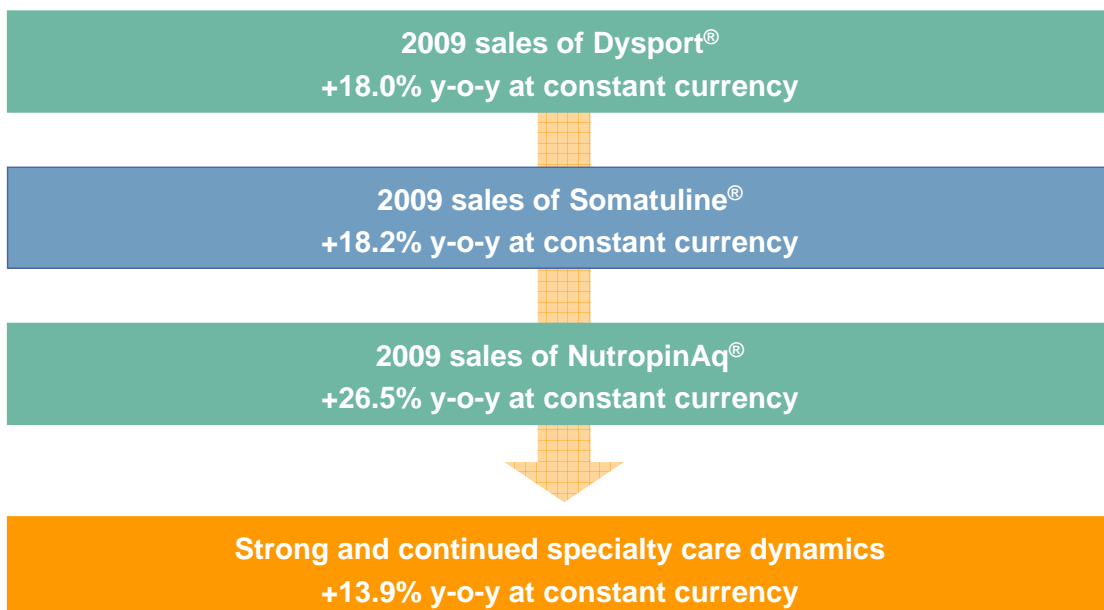 2009 sales of Dysport®
+18.0% y-o-y at constant currency
2009 sales of Somatuline®
+18.2% y-o-y at constant currency
2009 sales of NutropinAq®
+26.5% y-o-y at constant currency
Strong and continued specialty care dynamics
+13.9% y-o-y at constant currency